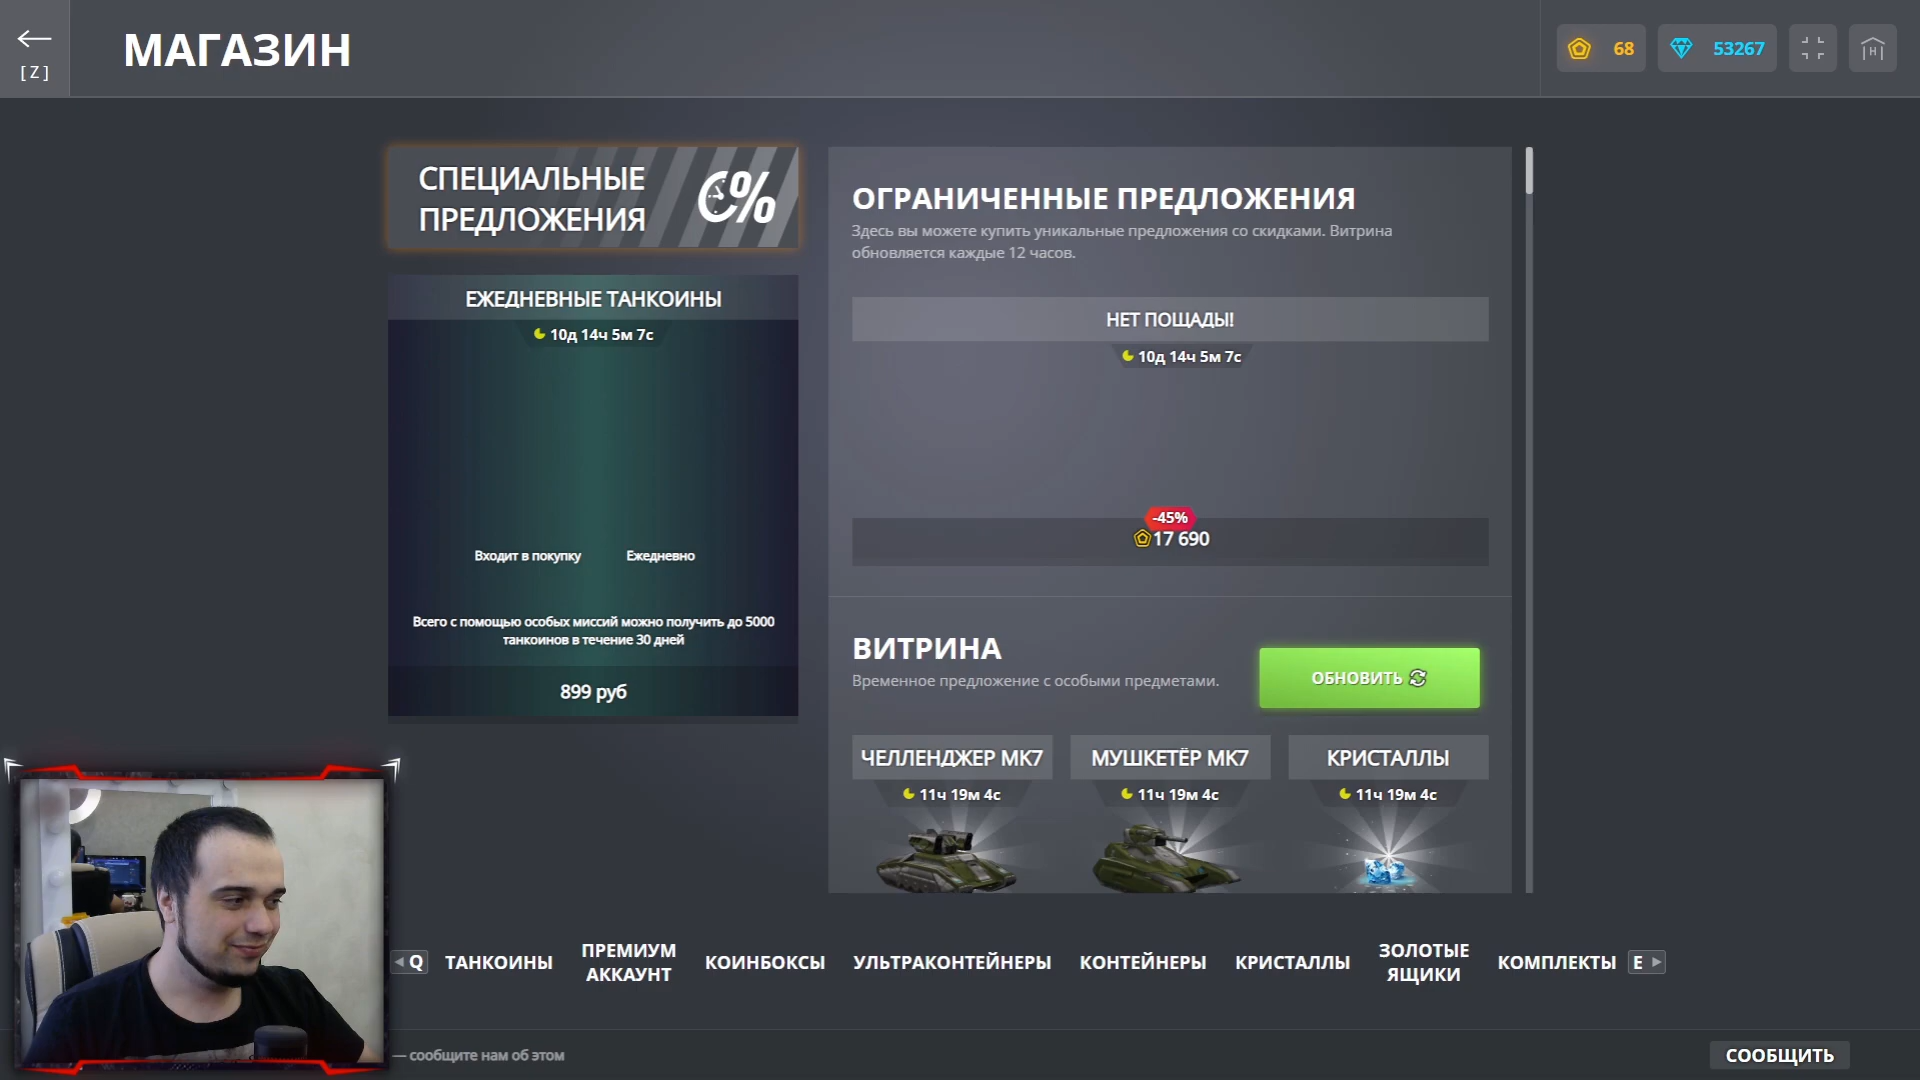 [Z]
МАГАЗИН
68
53267
СПЕЦИАЛЬНЫЕ
ПРЕДЛОЖЕНИЯ
%
ЕЖЕДНЕВНЫЕ ТАНКОИНЫ
10д 14ч 5м 7с
Входит в покупку
Ежедневно
Всего с помощью особых миссий можно получить до 5000
танкоинов в течение 30 дней
899 руб
ОГРАНИЧЕННЫЕ ПРЕДЛОЖЕНИЯ
Здесь вы можете купить уникальные предложения со скидками. Витрина
обновляется каждые 12 часов.
НЕТ ПОЩАДЫ!
10д 14ч 5м 7с
-45%
17 690
ВИТРИНА
Временное предложение с особыми предметами.
ОБНОВИТЬ
ЧЕЛЛЕНДЖЕР МК7
11ч 19м 4с
МУШКЕТЁР МК7
11ч 19м 4с
КРИСТАЛЛЫ
11ч 19м 4с
Q
ТАНКОИНЫ
ПРЕМИУМ
АККАУНТ
КОИНБОКСЫ
УЛЬТРАКОНТЕЙНЕРЫ
КОНТЕЙНЕРЫ
КРИСТАЛЛЫ
ЗОЛОТЫЕ
ЯЩИКИ
КОМПЛЕКТЫ
E
— сообщите нам об этом
СООБЩИТЬ